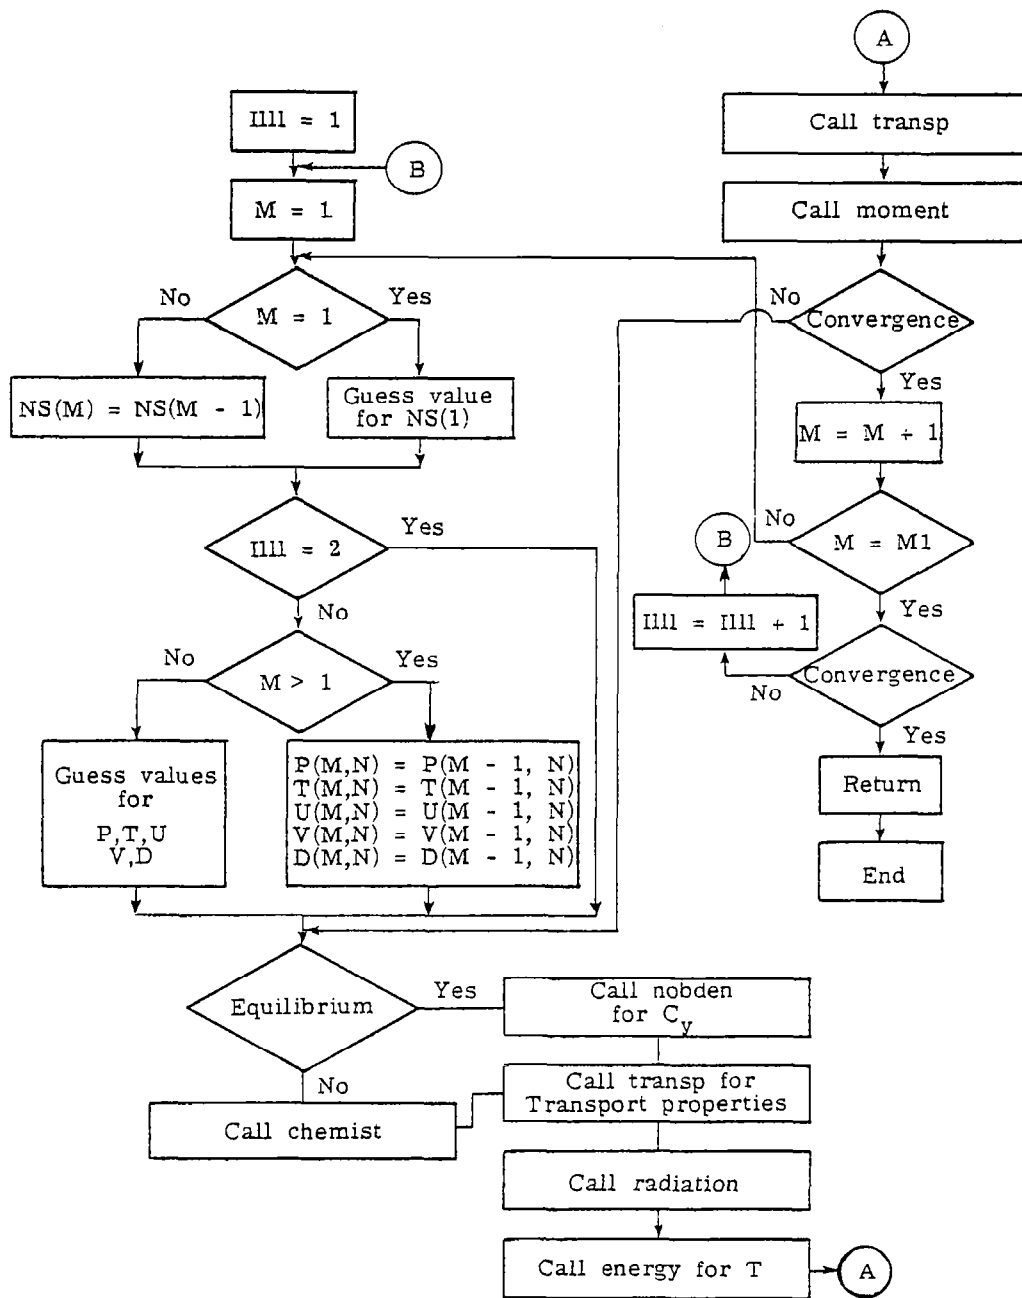 Illl = 1
B
M = 1
M = 1
No
Yes
NS(M) = NS(M - 1)
Guess value
for NS(1)
Illl = 2
Yes
No
M > 1
No
Yes
Guess values
for
P,T,U
V,D
P(M,N) = P(M - 1, N)
T(M,N) = T(M - 1, N)
U(M,N) = U(M - 1, N)
V(M,N) = V(M - 1, N)
D(M,N) = D(M - 1, N)
Equilibrium
Yes
No
Call chemist
Call nobden
for Cy
Call transp for
Transport properties
Call radiation
Call energy for T
A
A
Call transp
Call moment
No
Convergence
Yes
M = M + 1
No
M = M1
Yes
B
Illl = Illl + 1
No
Convergence
Yes
Return
End